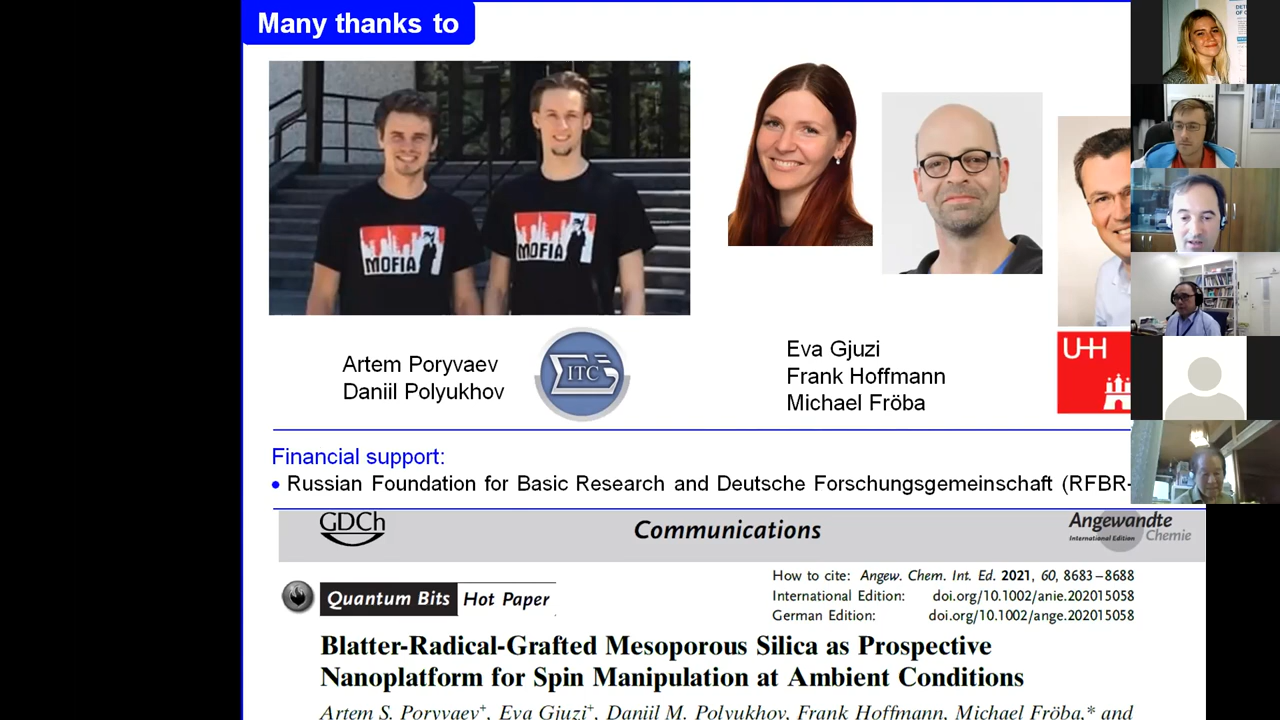 Many thanks to
MOFIA
MOFIA
Artem Poryvaev
Daniil Polyukhov
ITC
Eva Gjuzi
Frank Hoffmann
Michael Fröba
UH
Financial support:
• Russian Foundation for Basic Research and Deutsche Forschungsgemeinschaft (RFBR-
GDCh
Communications
Angewandte
International Edition
Chemie
How to cite: Angew. Chem. Int. Ed. 2021, 60, 8683–8688
International Edition: doi.org/10.1002/anie.202015058
German Edition: doi.org/10.1002/ange.202015058
Quantum Bits Hot Paper
Blatter-Radical-Grafted Mesoporous Silica as Prospective
Nanoplatform for Spin Manipulation at Ambient Conditions
Artem S. Poryvaev+, Eva Gjuzi+, Daniil M. Polyukhov, Frank Hoffmann, Michael Fröba,* and